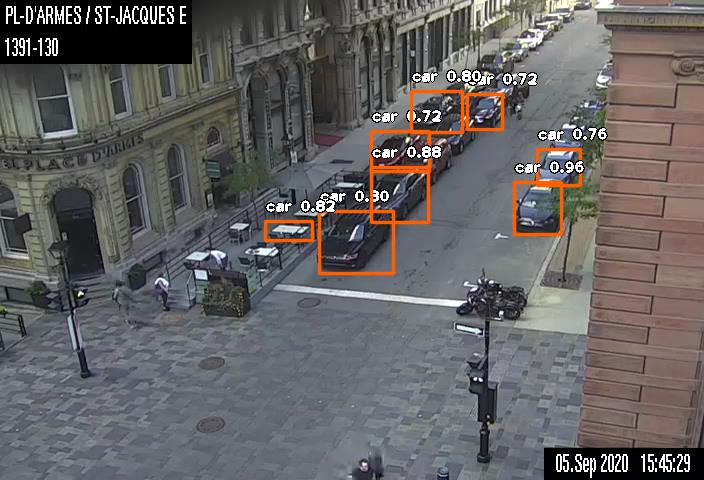 PL-D'ARMES / ST-JACQUES E
1391-130
car 0.80
car 0.72
car 0.72
car 0.76
car 0.88
car 0.96
car 0.80
car 0.82
PLACE D'ARMES
05.Sep 2020 15:45:29